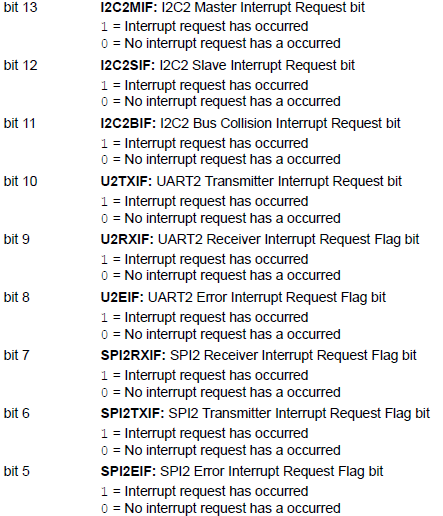 bit 13 I2C2MIF: I2C2 Master Interrupt Request bit
1 = Interrupt request has occurred
0 = No interrupt request has a occurred
bit 12 I2C2SIF: I2C2 Slave Interrupt Request bit
1 = Interrupt request has occurred
0 = No interrupt request has a occurred
bit 11 I2C2BIF: I2C2 Bus Collision Interrupt Request bit
1 = Interrupt request has occurred
0 = No interrupt request has a occurred
bit 10 U2TXIF: UART2 Transmitter Interrupt Request bit
1 = Interrupt request has occurred
0 = No interrupt request has a occurred
bit 9 U2RXIF: UART2 Receiver Interrupt Request Flag bit
1 = Interrupt request has occurred
0 = No interrupt request has a occurred
bit 8 U2EIF: UART2 Error Interrupt Request Flag bit
1 = Interrupt request has occurred
0 = No interrupt request has a occurred
bit 7 SPI2RXIF: SPI2 Receiver Interrupt Request Flag bit
1 = Interrupt request has occurred
0 = No interrupt request has a occurred
bit 6 SPI2TXIF: SPI2 Transmitter Interrupt Request Flag bit
1 = Interrupt request has occurred
0 = No interrupt request has a occurred
bit 5 SPI2EIF: SPI2 Error Interrupt Request Flag bit
1 = Interrupt request has occurred
0 = No interrupt request has a occurred